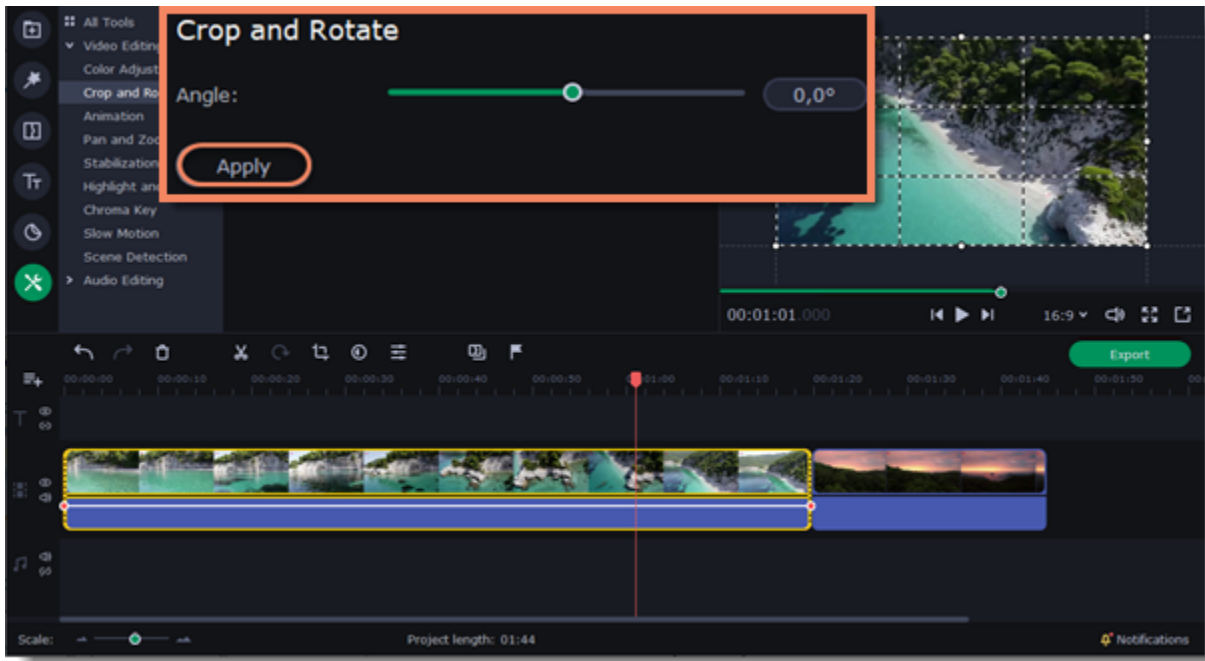 All Tools
Video Editing
Color Adjust
Crop and Ro
Animation
Pan and Zoo
Stabilization
Highlight and
Chroma Key
Slow Motion
Scene Detection
Audio Editing
Crop and Rotate
Angle:
0,0°
Apply
00:01:01.000
16:9
Export
00:00:00 00:00:10 00:00:20 00:00:30 00:00:40 00:00:50 01:00 00:01:10 00:01:20 00:01:30 00:01:40 00:01:50 00:
Scale:
Project length: 01:44
Notifications